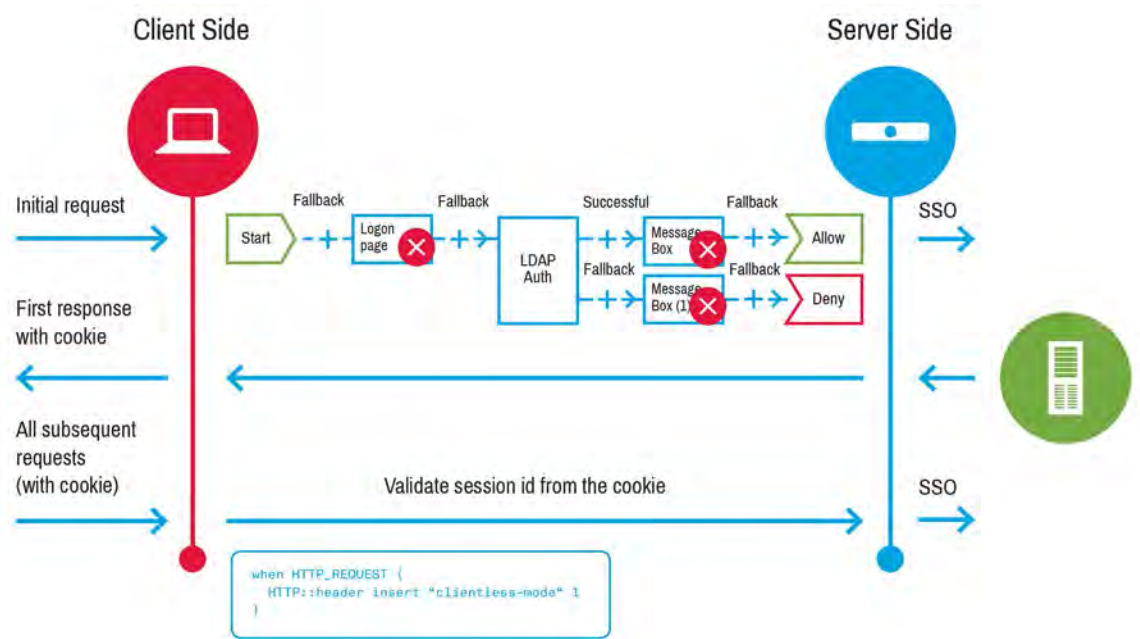 Client Side
Server Side
Initial request
Fallback
Fallback
Successful
Fallback
SSO
Start
Logon
page
LDAP
Auth
Message
Box
Allow
Fallback
Fallback
Message
Box (1)
Deny
First response
with cookie
All subsequent
requests
(with cookie)
Validate session id from the cookie
SSO
when HTTP_REQUEST {
HTTP::header insert "clientless-mode" 1
}